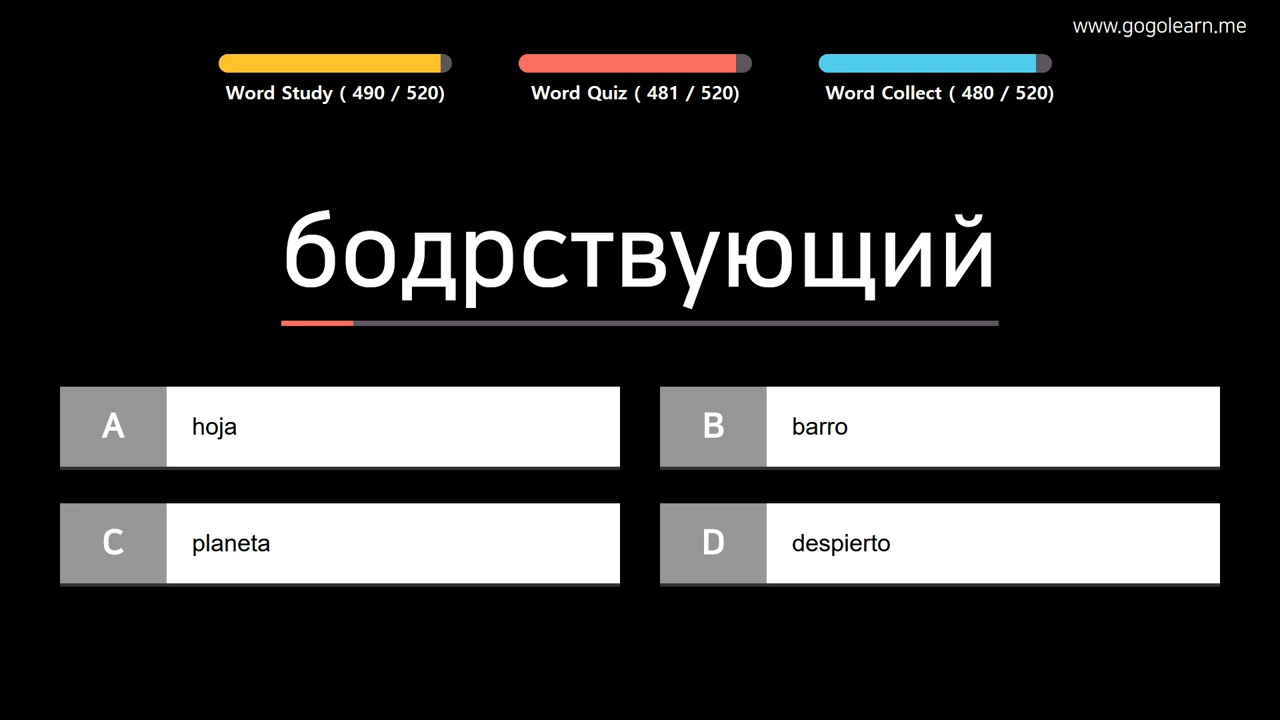 www.gogolearn.me
Word Study ( 490 / 520)
Word Quiz ( 481 / 520)
Word Collect ( 480 / 520)
бодрствующий
A hoja
B barro
C planeta
D despierto